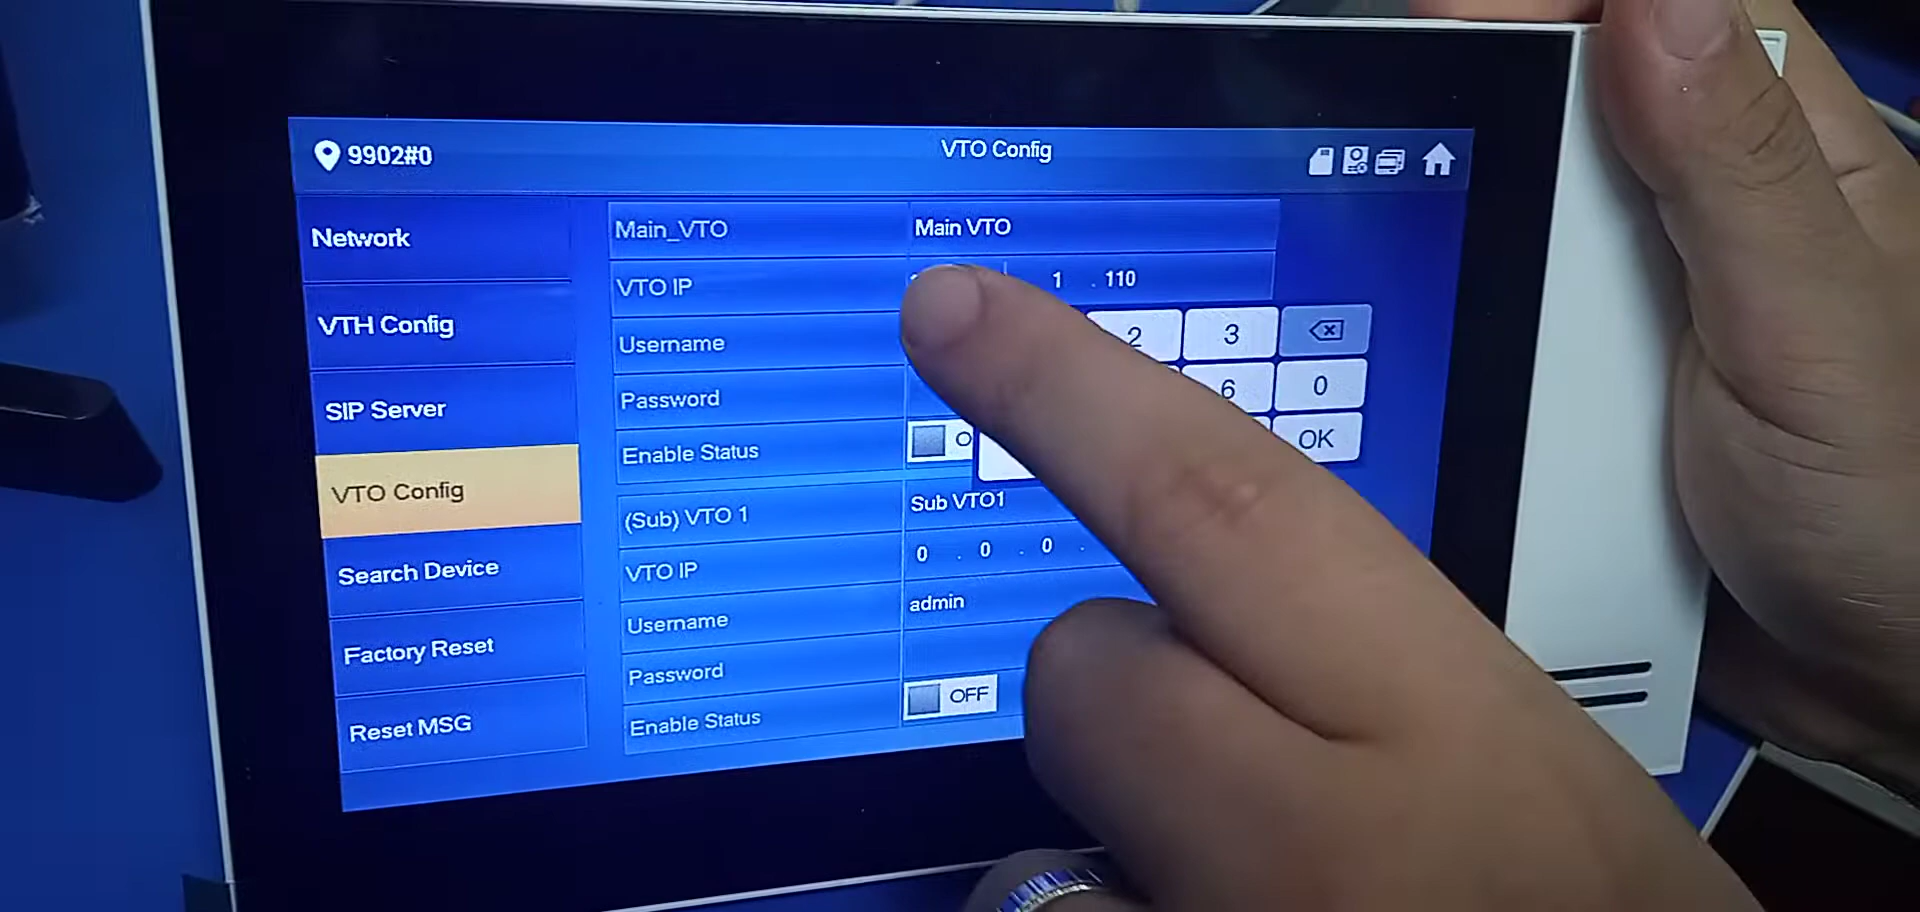 9902#0
VTO Config
Network
VTH Config
SIP Server
VTO Config
Search Device
Factory Reset
Reset MSG
Main_VTO Main VTO
VTO IP 1 . 110
Username
Password
Enable Status
(Sub) VTO 1 Sub VTO1
VTO IP 0 . 0 . 0 .
Username admin
Password
Enable Status OFF
2 3
6 0
OK